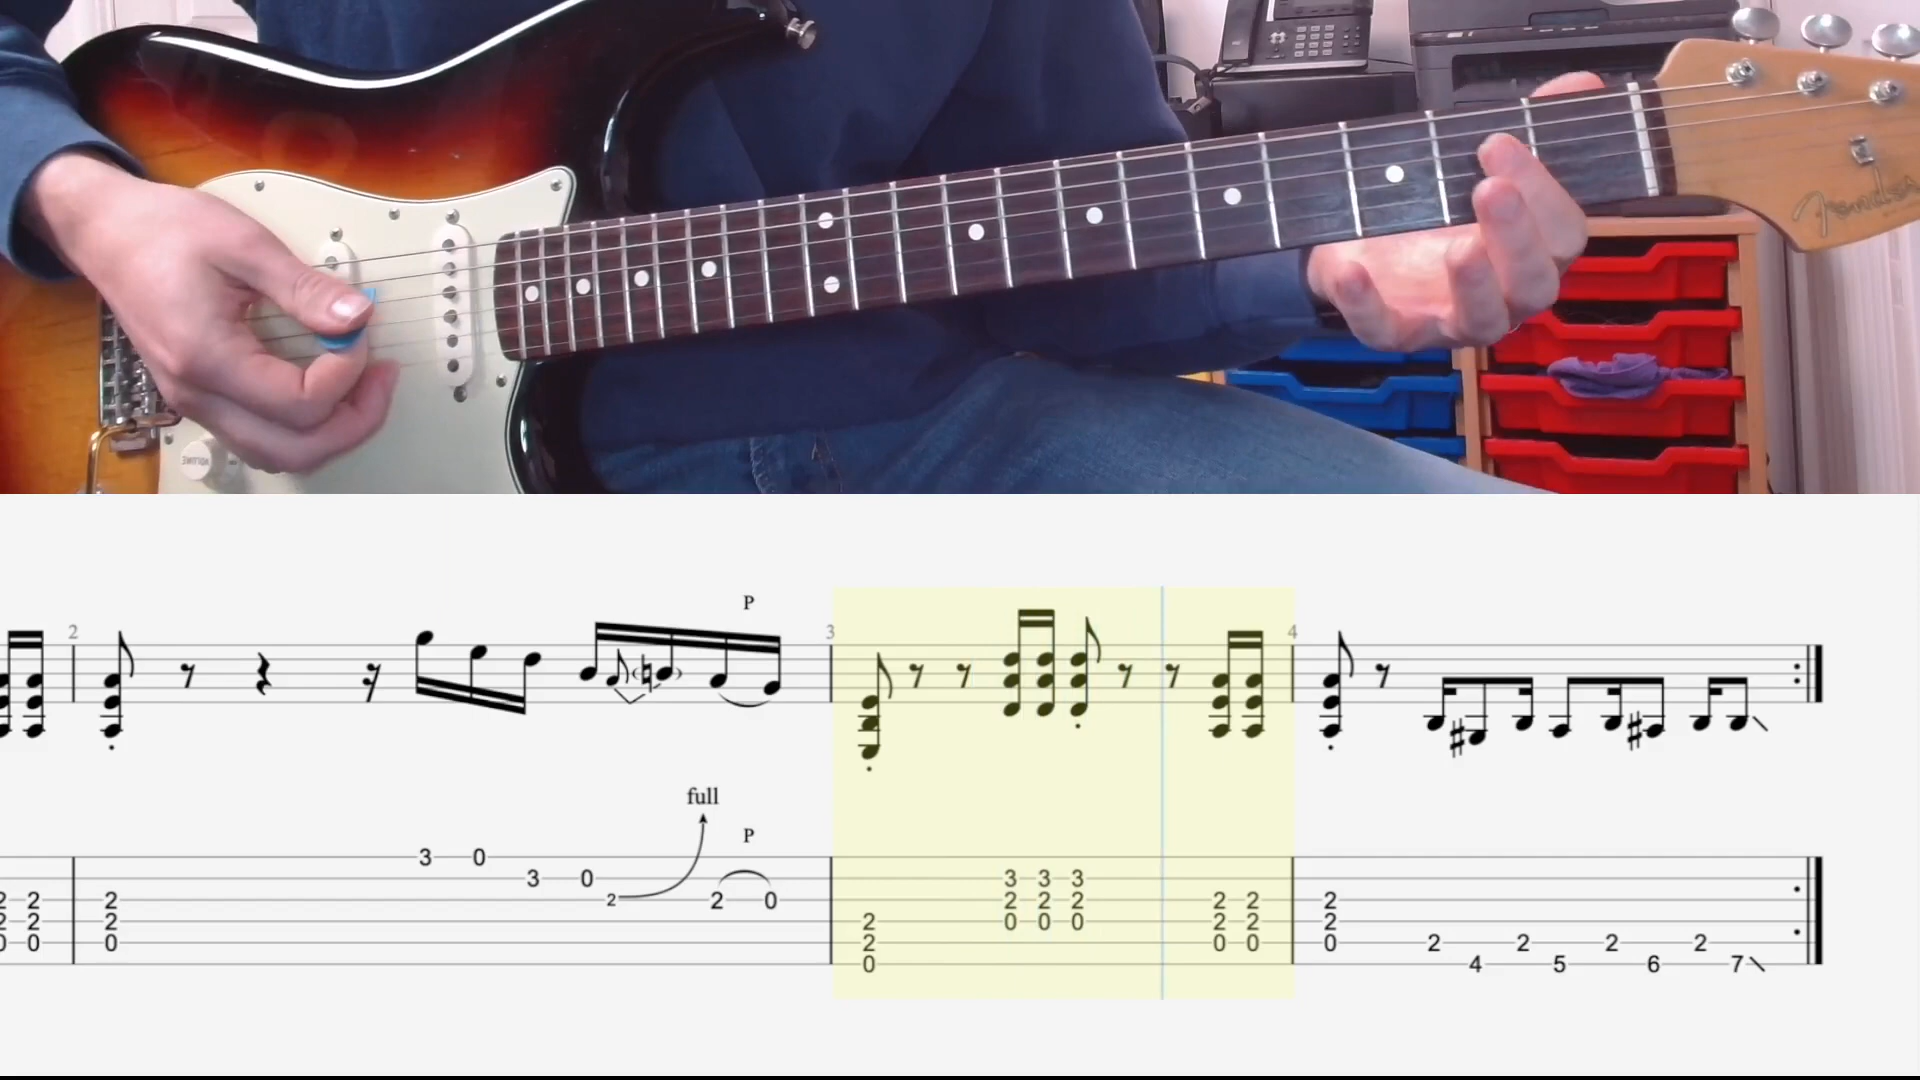 Fender
VOLUME
P
2 3 4
full
P
3 0
3 0 3 3 3
2 2 2 2 2 0 2 2 2 2 2 2
2 2 2 2 0 0 0 2 2 2
0 0 0 2 0 0 0 2 2 2 2
0 4 5 6 7